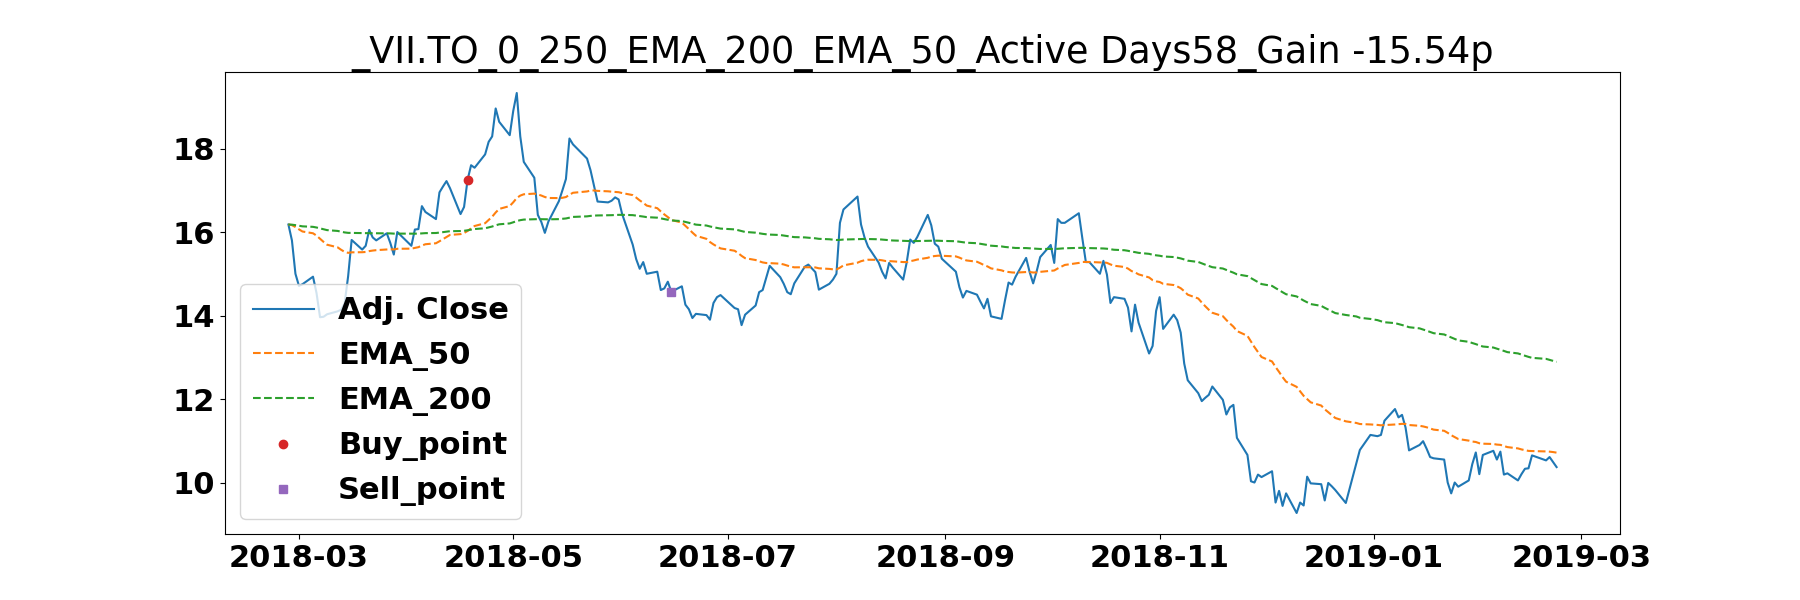 _VII.TO_0_250_EMA_200_EMA_50_Active Days58_Gain -15.54p
18
16
14
12
10
Adj. Close
EMA_50
EMA_200
Buy_point
Sell_point
2018-03 2018-05 2018-07 2018-09 2018-11 2019-01 2019-03